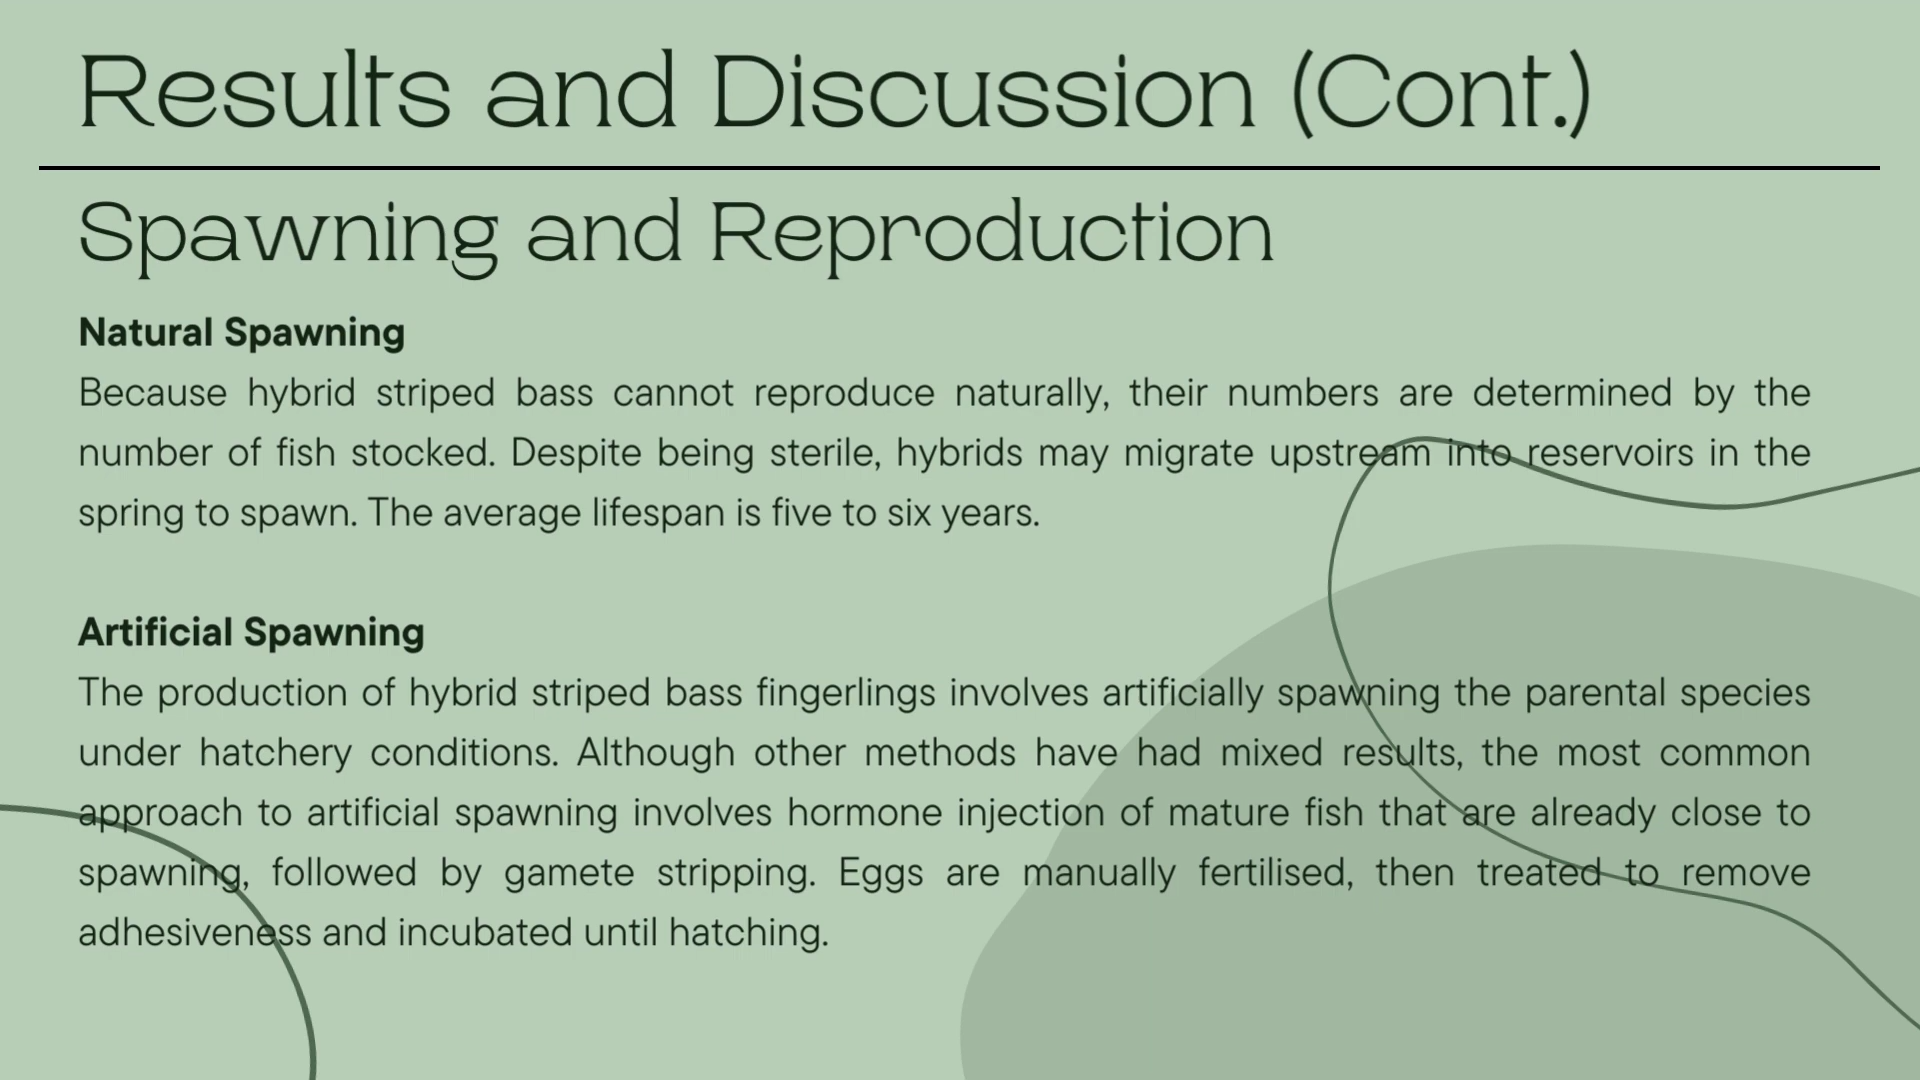 Results and Discussion (Cont.)
Spawning and Reproduction
Natural Spawning
Because hybrid striped bass cannot reproduce naturally, their numbers are determined by the
number of fish stocked. Despite being sterile, hybrids may migrate upstream into reservoirs in the
spring to spawn. The average lifespan is five to six years.
Artificial Spawning
The production of hybrid striped bass fingerlings involves artificially spawning the parental species
under hatchery conditions. Although other methods have had mixed results, the most common
approach to artificial spawning involves hormone injection of mature fish that are already close to
spawning, followed by gamete stripping. Eggs are manually fertilised, then treated to remove
adhesiveness and incubated until hatching.